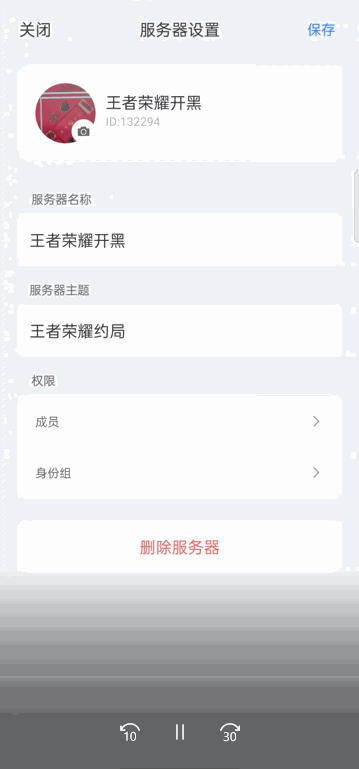 关闭 服务器设置 保存
王者荣耀开黑
ID:132294
服务器名称
王者荣耀开黑
服务器主题
王者荣耀约局
权限
成员
身份组
删除服务器
10 30